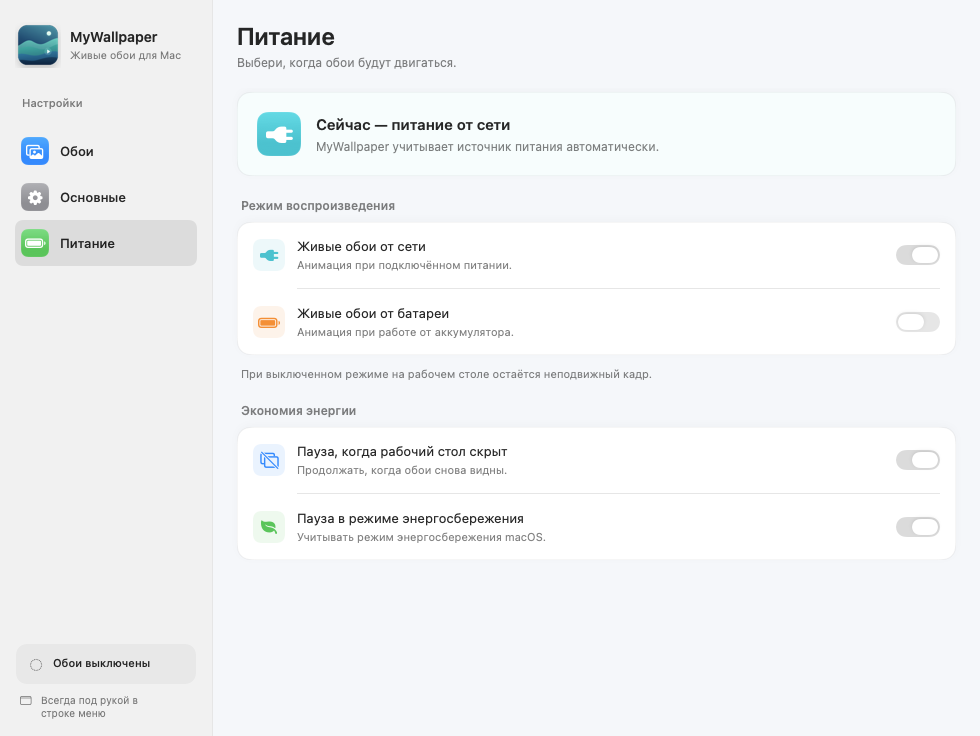 MyWallpaper
Живые обои для Mac
Настройки
Обои
Основные
Питание
Обои выключены
Всегда под рукой в
строке меню
Питание
Выбери, когда обои будут двигаться.
Сейчас — питание от сети
MyWallpaper учитывает источник питания автоматически.
Режим воспроизведения
Живые обои от сети
Анимация при подключённом питании.
Живые обои от батареи
Анимация при работе от аккумулятора.
При выключенном режиме на рабочем столе остаётся неподвижный кадр.
Экономия энергии
Пауза, когда рабочий стол скрыт
Продолжать, когда обои снова видны.
Пауза в режиме энергосбережения
Учитывать режим энергосбережения macOS.